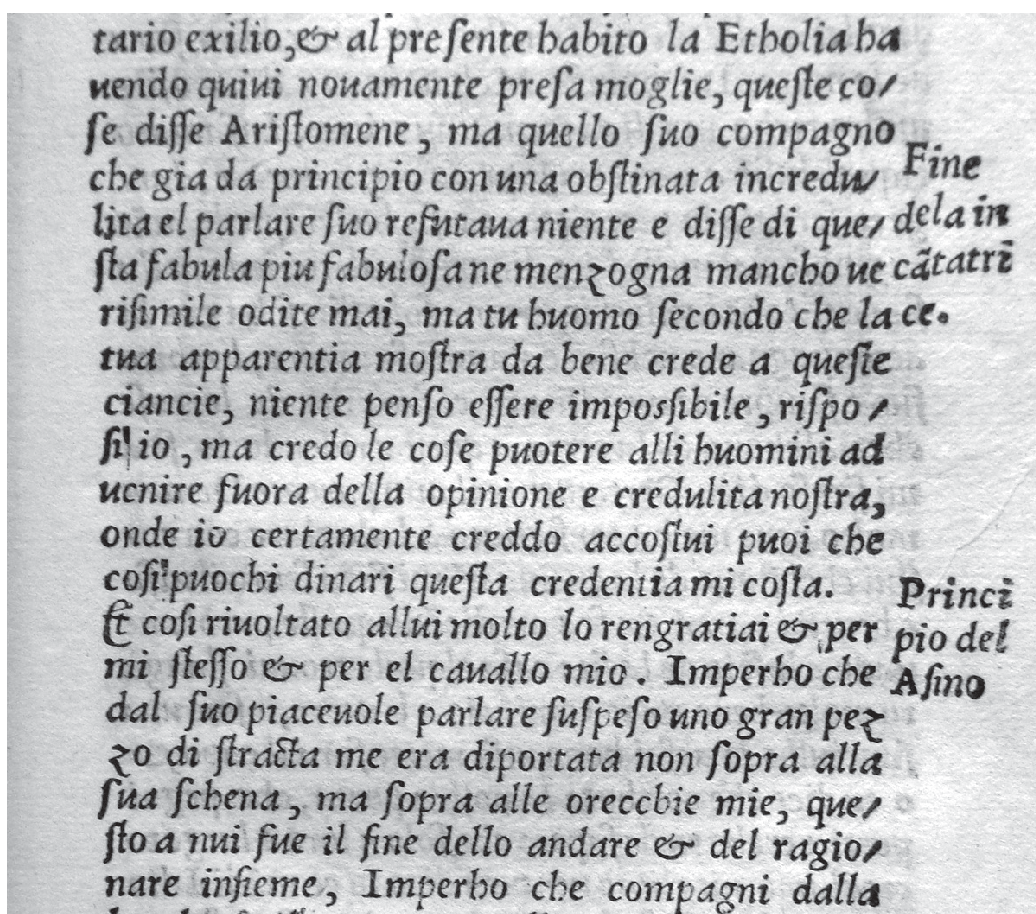 tario exilio, & al preſente habito la Etholia ha
uendo quiui nouamente preſa moglie, queſte co/
ſe diſſe Ariſtomene, ma quello ſuo compagno
che gia da principio con una obſtinata incredu/
lita el parlare ſuo refutaua niente e diſſe di que/
ſta fabula piu fabuloſa ne menzogna mancho ue
riſimile odite mai, ma tu huomo ſecondo che la
tua apparentia moſtra da bene crede a queſte
ciancie, niente penſo eſſere imposſibile, riſpo/
ſi io, ma credo le coſe puotere alli huomini ad
uenire fuora della opinione e credulita noſtra,
onde io certamente creddo accoſtui puoi che
coſi puochi dinari queſta credentia mi coſta.
Et coſi riuoltato allui molto lo rengratiai & per
mi ſteſſo & per el cauallo mio. Imperho che
dal ſuo piaceuole parlare ſuſpeſo uno gran pez
zo di ſtracta me era diportata non ſopra alla
ſua ſchena, ma ſopra alle orecchie mie, que/
ſto a nui fue il fine dello andare & del ragio/
nare inſieme, Imperho che compagni dalla
Fine
dela in
cātatri
ce.
Princi
pio del
Aſino